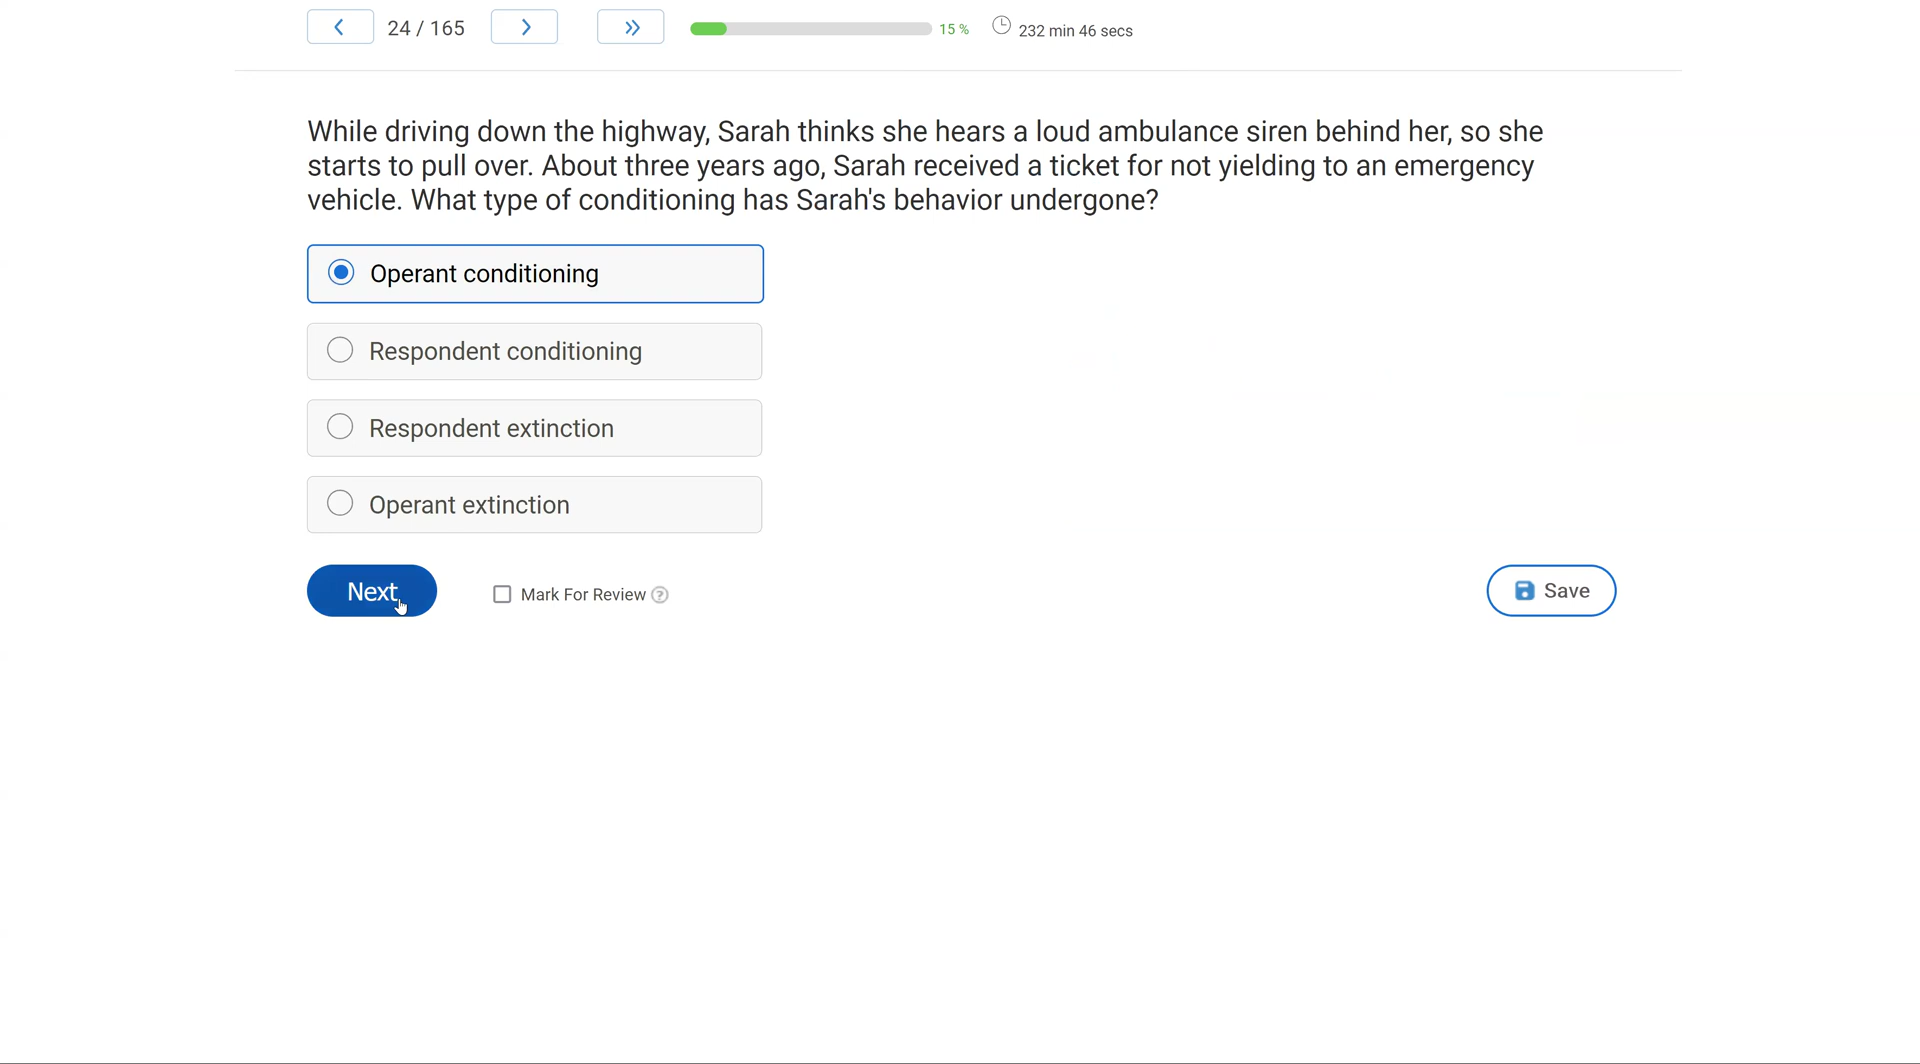 24 / 165
15 %
232 min 46 secs
While driving down the highway, Sarah thinks she hears a loud ambulance siren behind her, so she
starts to pull over. About three years ago, Sarah received a ticket for not yielding to an emergency
vehicle. What type of conditioning has Sarah's behavior undergone?
Operant conditioning
Respondent conditioning
Respondent extinction
Operant extinction
Next
Mark For Review ?
Save